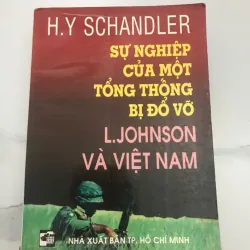 H.Y SCHANDLER
SỰ NGHIỆP
CỦA MỘT
TỔNG THỐNG
BỊ ĐỔ VỠ
L.JOHNSON
VÀ VIỆT NAM
NHÀ XUẤT BẢN TP. HỒ CHÍ MINH